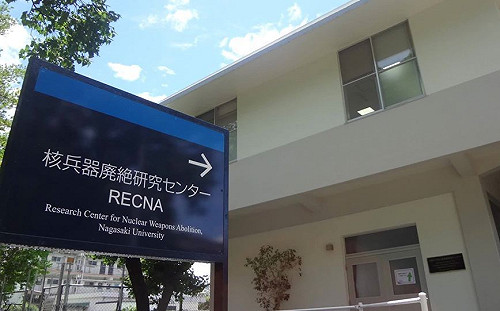 →
核兵器廃絶研究センター
RECNA
Research Center for Nuclear Weapons Abolition,
Nagasaki University